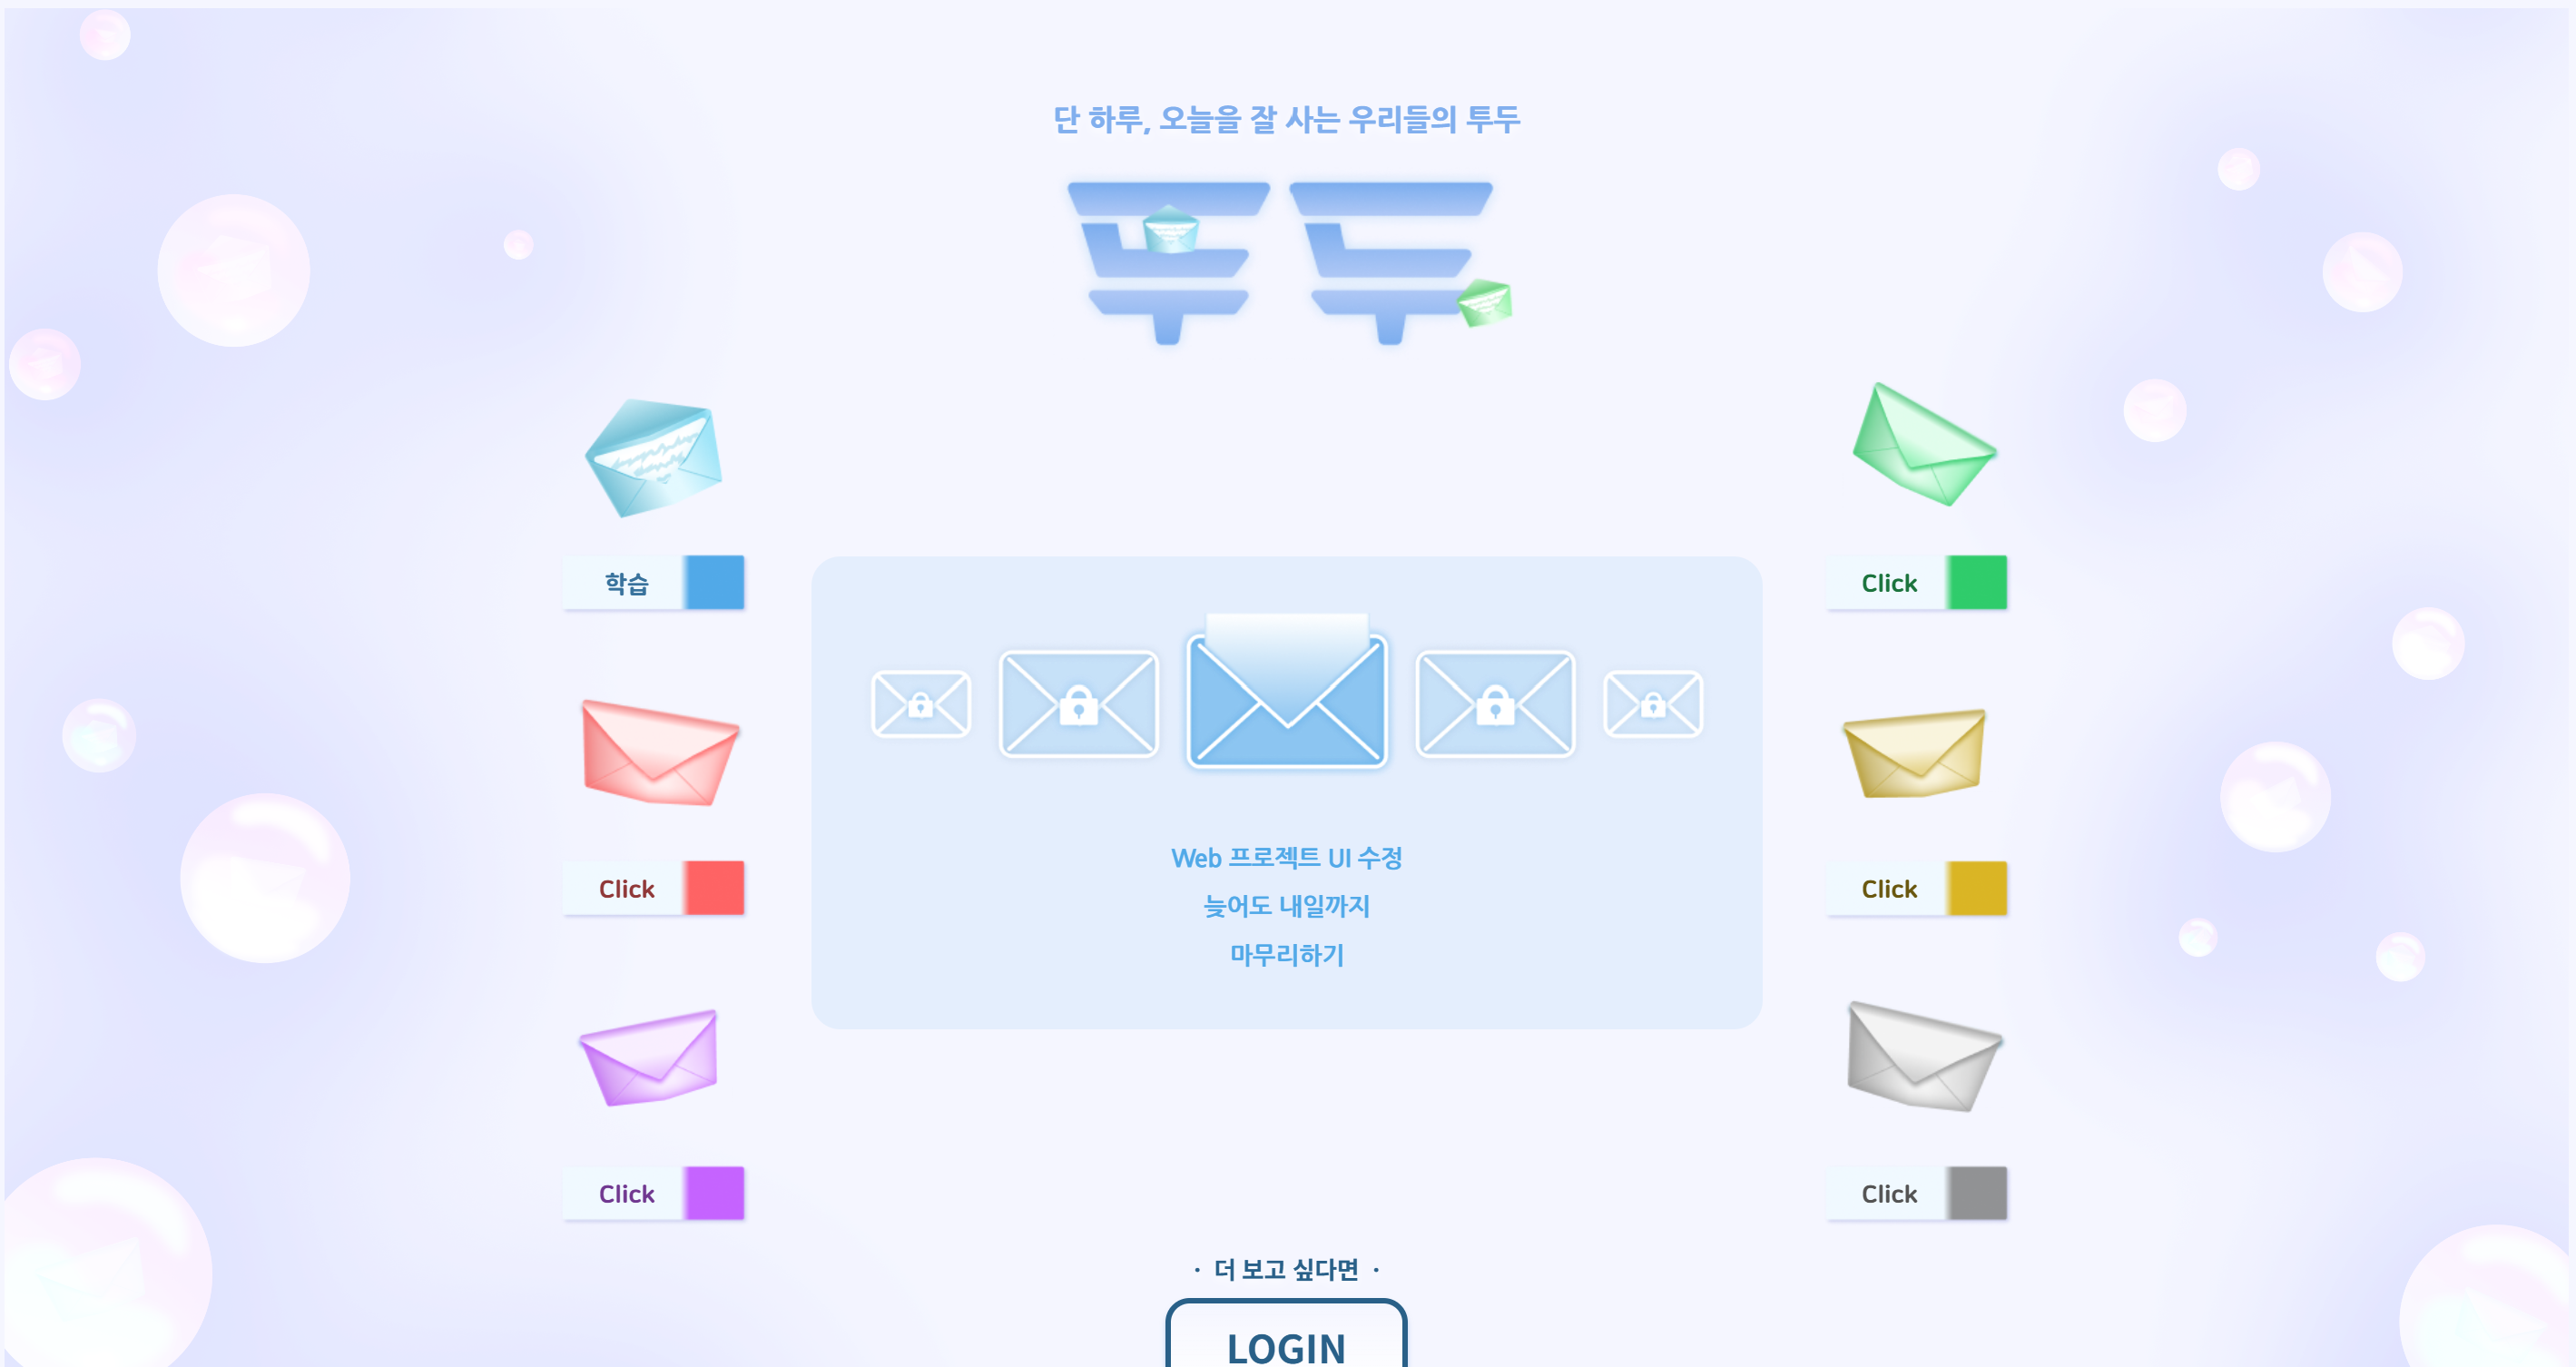 단 하루, 오늘을 잘 사는 우리들의 투두
투두
학습
Click
Click
Web 프로젝트 UI 수정
늦어도 내일까지
마무리하기
Click
Click
Click
· 더 보고 싶다면 ·
LOGIN